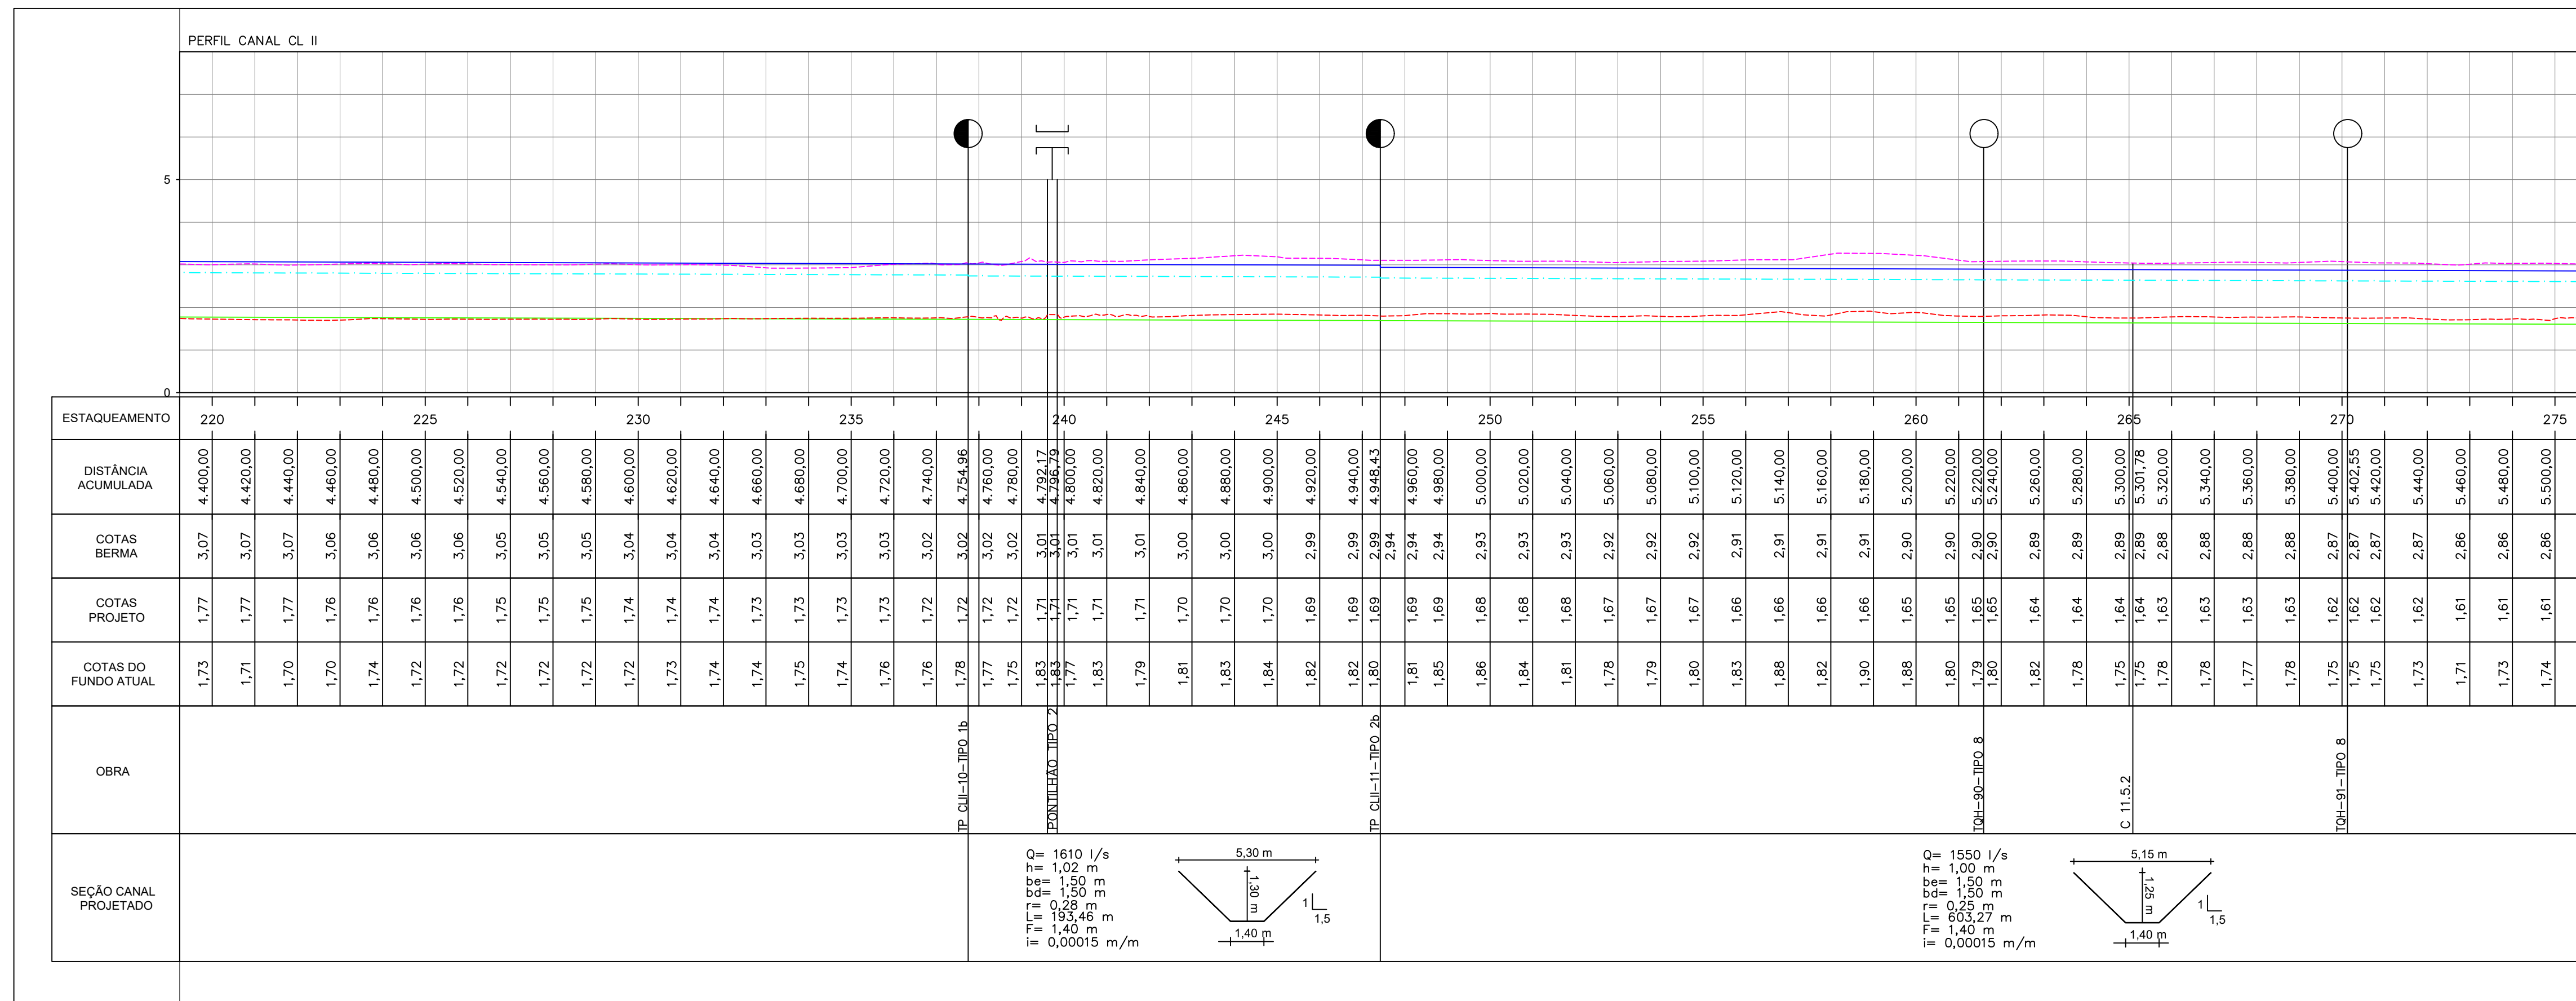 PERFIL CANAL CL II
5
0
ESTAQUEAMENTO 220 225 230 235 240 245 250 255 260 265 270 275
DISTÂNCIA
ACUMULADA
4.400,00 4.420,00 4.440,00 4.460,00 4.480,00 4.500,00 4.520,00 4.540,00 4.560,00 4.580,00 4.600,00 4.620,00 4.640,00 4.660,00 4.680,00 4.700,00 4.720,00 4.740,00 4.754,96 4.760,00 4.780,00 4.792,17 4.796,79 4.800,00 4.820,00 4.840,00 4.860,00 4.880,00 4.900,00 4.920,00 4.940,00 4.948,43 4.960,00 4.980,00 5.000,00 5.020,00 5.040,00 5.060,00 5.080,00 5.100,00 5.120,00 5.140,00 5.160,00 5.180,00 5.200,00 5.220,00 5.220,00 5.240,00 5.260,00 5.280,00 5.300,00 5.301,78 5.320,00 5.340,00 5.360,00 5.380,00 5.400,00 5.402,55 5.420,00 5.440,00 5.460,00 5.480,00 5.500,00
COTAS
BERMA
3,07 3,07 3,07 3,06 3,06 3,06 3,06 3,05 3,05 3,05 3,04 3,04 3,04 3,03 3,03 3,03 3,03 3,02 3,02 3,02 3,02 3,01 3,01 3,01 3,01 3,01 3,00 3,00 3,00 2,99 2,99 2,99 2,94 2,94 2,94 2,93 2,93 2,93 2,92 2,92 2,92 2,91 2,91 2,91 2,91 2,90 2,90 2,90 2,90 2,89 2,89 2,89 2,89 2,88 2,88 2,88 2,88 2,87 2,87 2,87 2,87 2,86 2,86 2,86
COTAS
PROJETO
1,77 1,77 1,77 1,76 1,76 1,76 1,76 1,75 1,75 1,75 1,74 1,74 1,74 1,73 1,73 1,73 1,73 1,72 1,72 1,72 1,72 1,71 1,71 1,71 1,71 1,71 1,70 1,70 1,70 1,69 1,69 1,69 1,69 1,69 1,68 1,68 1,68 1,67 1,67 1,67 1,66 1,66 1,66 1,66 1,65 1,65 1,65 1,65 1,64 1,64 1,64 1,64 1,63 1,63 1,63 1,63 1,62 1,62 1,62 1,62 1,61 1,61 1,61
COTAS DO
FUNDO ATUAL
1,73 1,71 1,70 1,70 1,74 1,72 1,72 1,72 1,72 1,72 1,72 1,73 1,74 1,74 1,75 1,74 1,76 1,76 1,78 1,77 1,75 1,83 1,83 1,77 1,83 1,79 1,81 1,83 1,84 1,82 1,82 1,80 1,81 1,85 1,86 1,84 1,81 1,78 1,79 1,80 1,83 1,88 1,82 1,90 1,88 1,80 1,79 1,80 1,82 1,78 1,75 1,75 1,78 1,78 1,77 1,78 1,75 1,75 1,75 1,73 1,71 1,73 1,74
OBRA
TP CLII-10-TIPO 1b
PONTILHÃO TIPO 2
TP CLII-11-TIPO 2b
TQH-90-TIPO 8
C 11.5.2
TQH-91-TIPO 8
SEÇÃO CANAL
PROJETADO
Q= 1610 l/s
h= 1,02 m
be= 1,50 m
bd= 1,50 m
r= 0,28 m
L= 193,46 m
F= 1,40 m
i= 0,00015 m/m
5,30 m
1,30 m
1
1,5
1,40 m
Q= 1550 l/s
h= 1,00 m
be= 1,50 m
bd= 1,50 m
r= 0,25 m
L= 603,27 m
F= 1,40 m
i= 0,00015 m/m
5,15 m
1,25 m
1
1,5
1,40 m